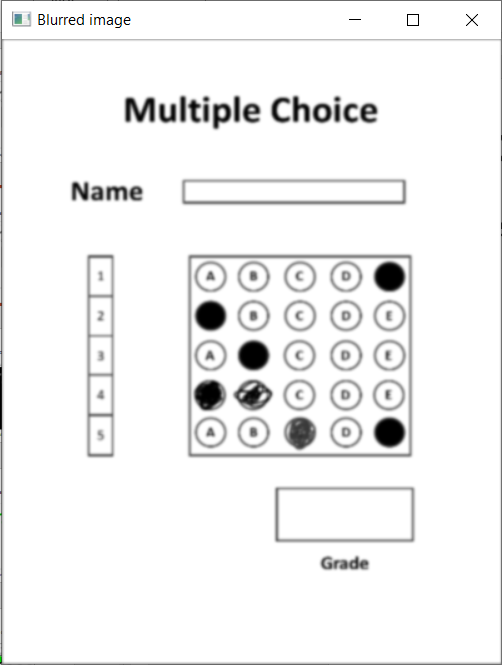 Blurred image
Multiple Choice
Name
1 A B C D
2 B C D E
3 A C D E
4 C D E
5 A B D
Grade